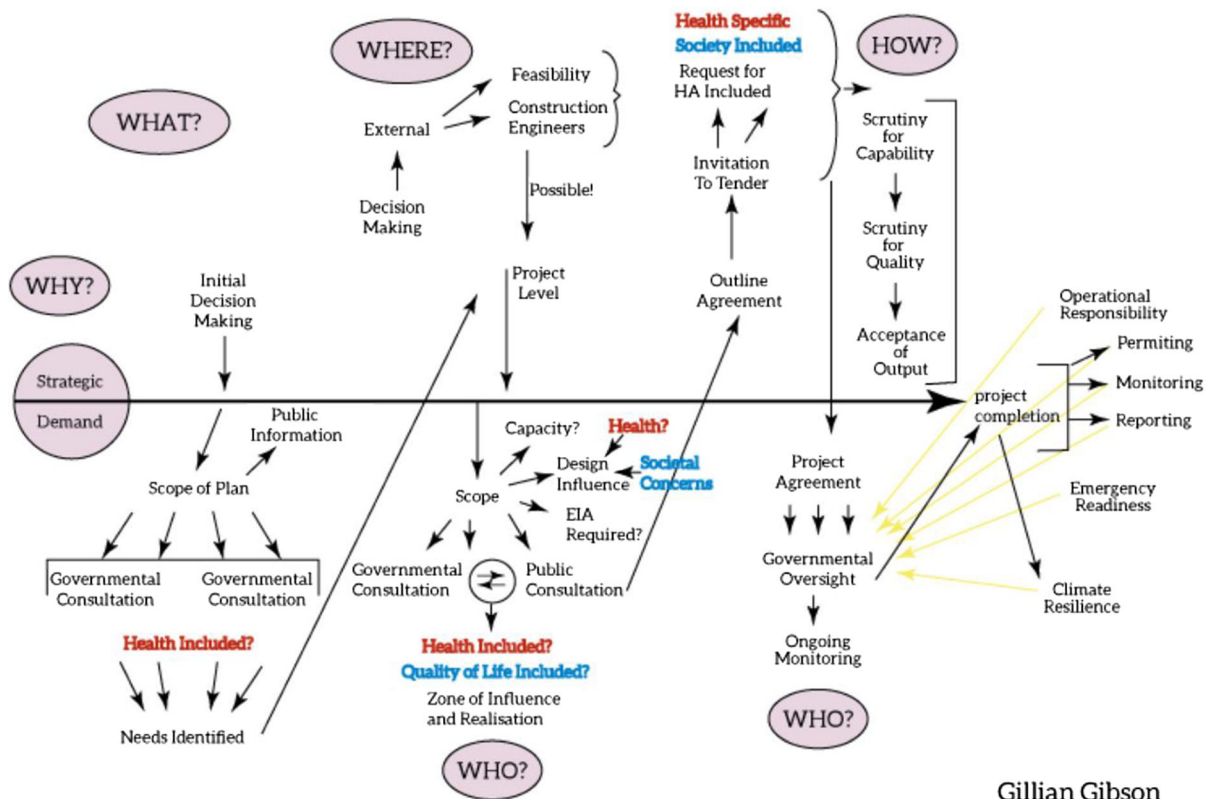 WHAT?
WHERE?
Feasibility
Construction
Engineers
External
Decision
Making
Possible!
Project
Level
Health Specific
Society Included
Request for
HA Included
Invitation
To Tender
Outline
Agreement
HOW?
Scrutiny
for
Capability
Scrutiny
for
Quality
Acceptance
of
Output
WHY?
Initial
Decision
Making
Strategic
Demand
Public
Information
Scope of Plan
Governmental
Consultation
Governmental
Consultation
Health Included?
Needs Identified
Capacity?
Health?
Design
Influence
Societal
Concerns
Scope
EIA
Required?
Governmental
Consultation
Public
Consultation
Health Included?
Quality of Life Included?
Zone of Influence
and Realisation
WHO?
Project
Agreement
Governmental
Oversight
Ongoing
Monitoring
WHO?
project
completion
Operational
Responsibility
Permiting
Monitoring
Reporting
Emergency
Readiness
Climate
Resilience
Gillian Gibson